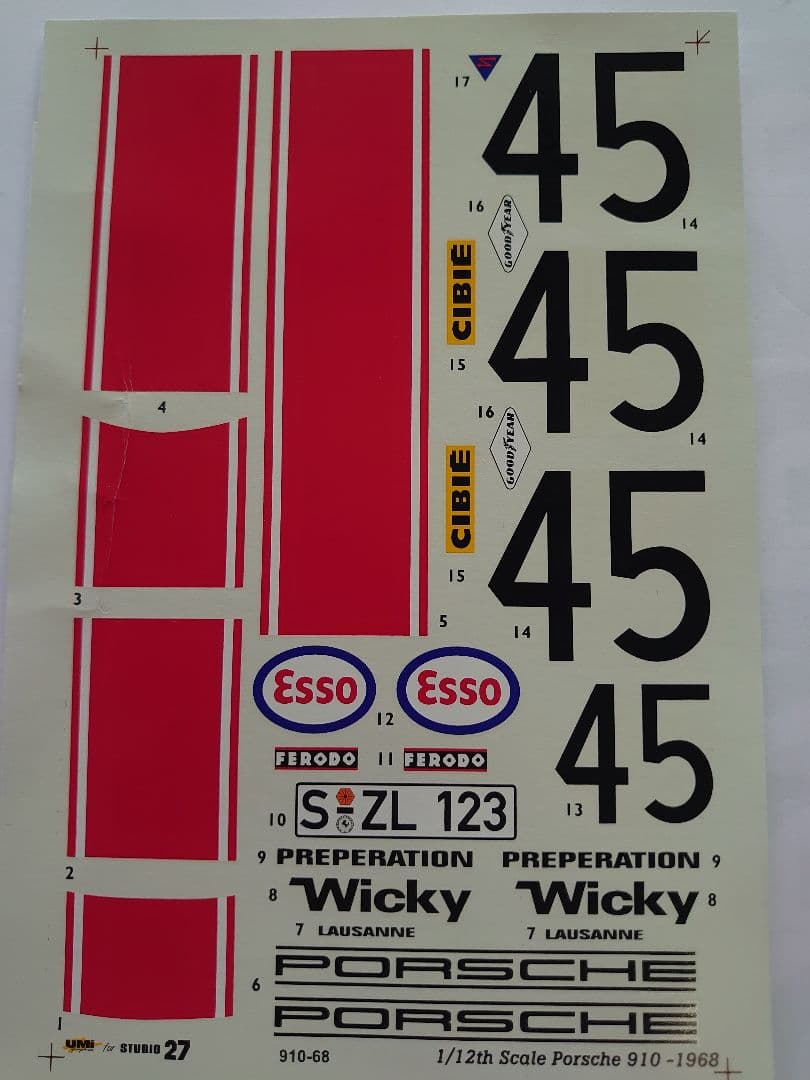 17
45
14
16
GOODYEAR
CIBIÉ
45
15
4
16
14
GOODYEAR
CIBIÉ
45
15
3
5
14
Esso
Esso
12
45
FERODO
11
FERODO
10
S ZL 123
13
9 PREPERATION
PREPERATION 9
2
8 Wicky
Wicky 8
7 LAUSANNE
7 LAUSANNE
PORSCHE
6
PORSCHE
1
UMi for STUDIO 27
910-68
1/12th Scale Porsche 910 -1968